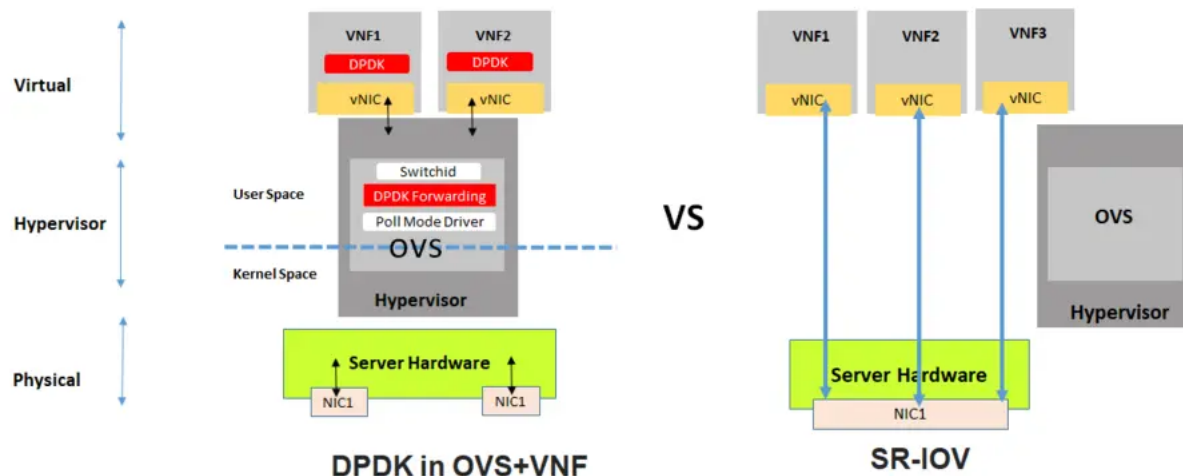 Virtual
Hypervisor
Physical
VNF1
DPDK
vNIC
VNF2
DPDK
vNIC
User Space
Kernel Space
Switchid
DPDK Forwarding
Poll Mode Driver
OVS
Hypervisor
Server Hardware
NIC1
NIC1
DPDK in OVS+VNF
VS
VNF1
vNIC
VNF2
vNIC
VNF3
vNIC
OVS
Hypervisor
Server Hardware
NIC1
SR-IOV